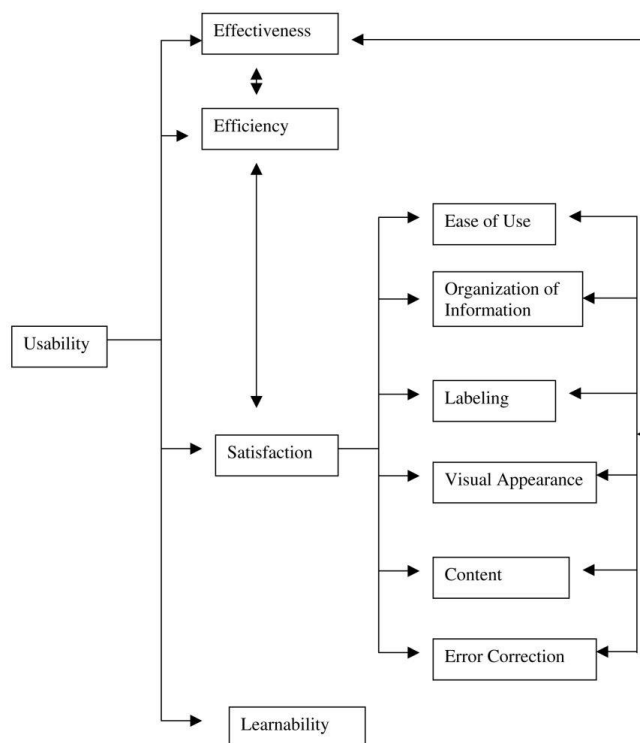 Effectiveness
Efficiency
Ease of Use
Organization of
Information
Usability
Labeling
Satisfaction
Visual Appearance
Content
Error Correction
Learnability